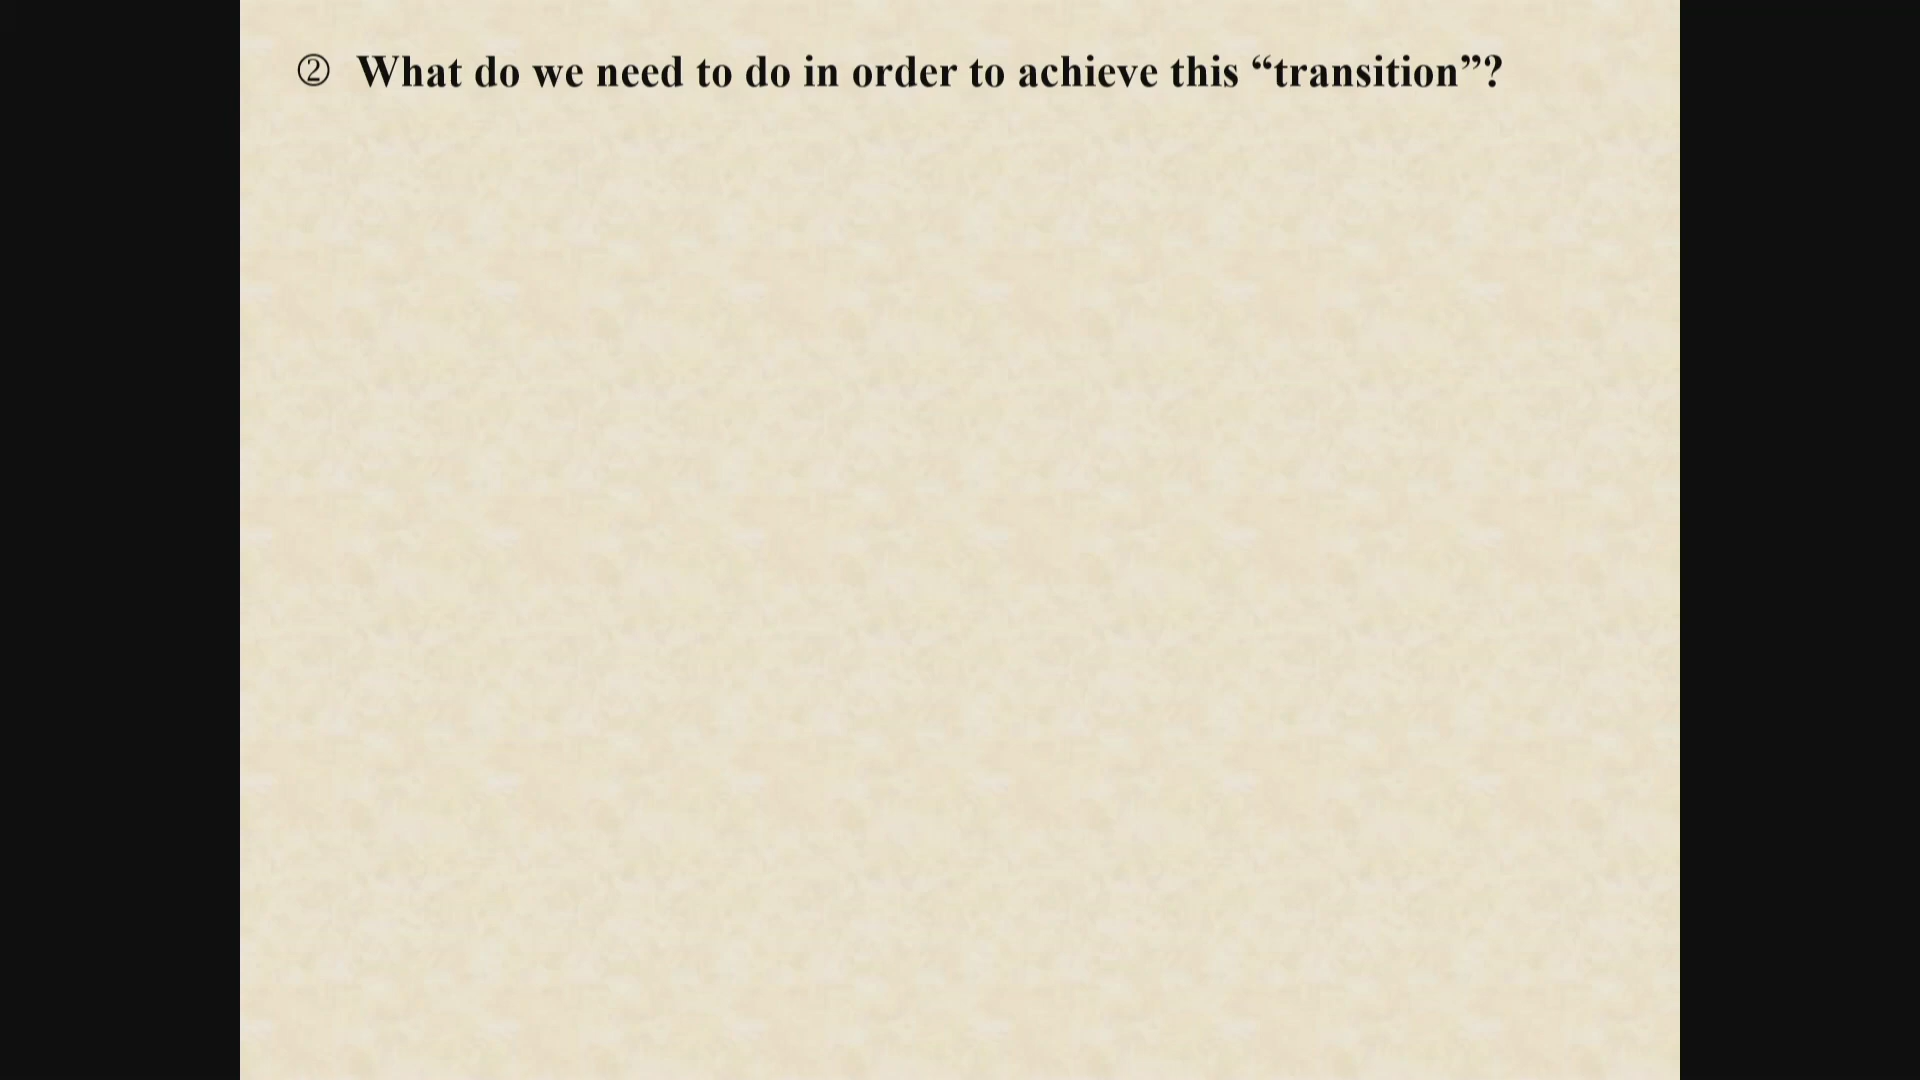 ② What do we need to do in order to achieve this “transition”?